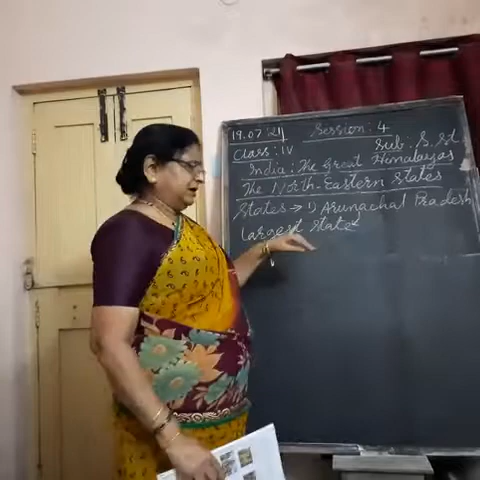 19.07.21 Session: 4
Class: IV Sub: S.St
India: The Great Himalayas
The North-Eastern States
States → 1) Arunachal Pradesh
largest state